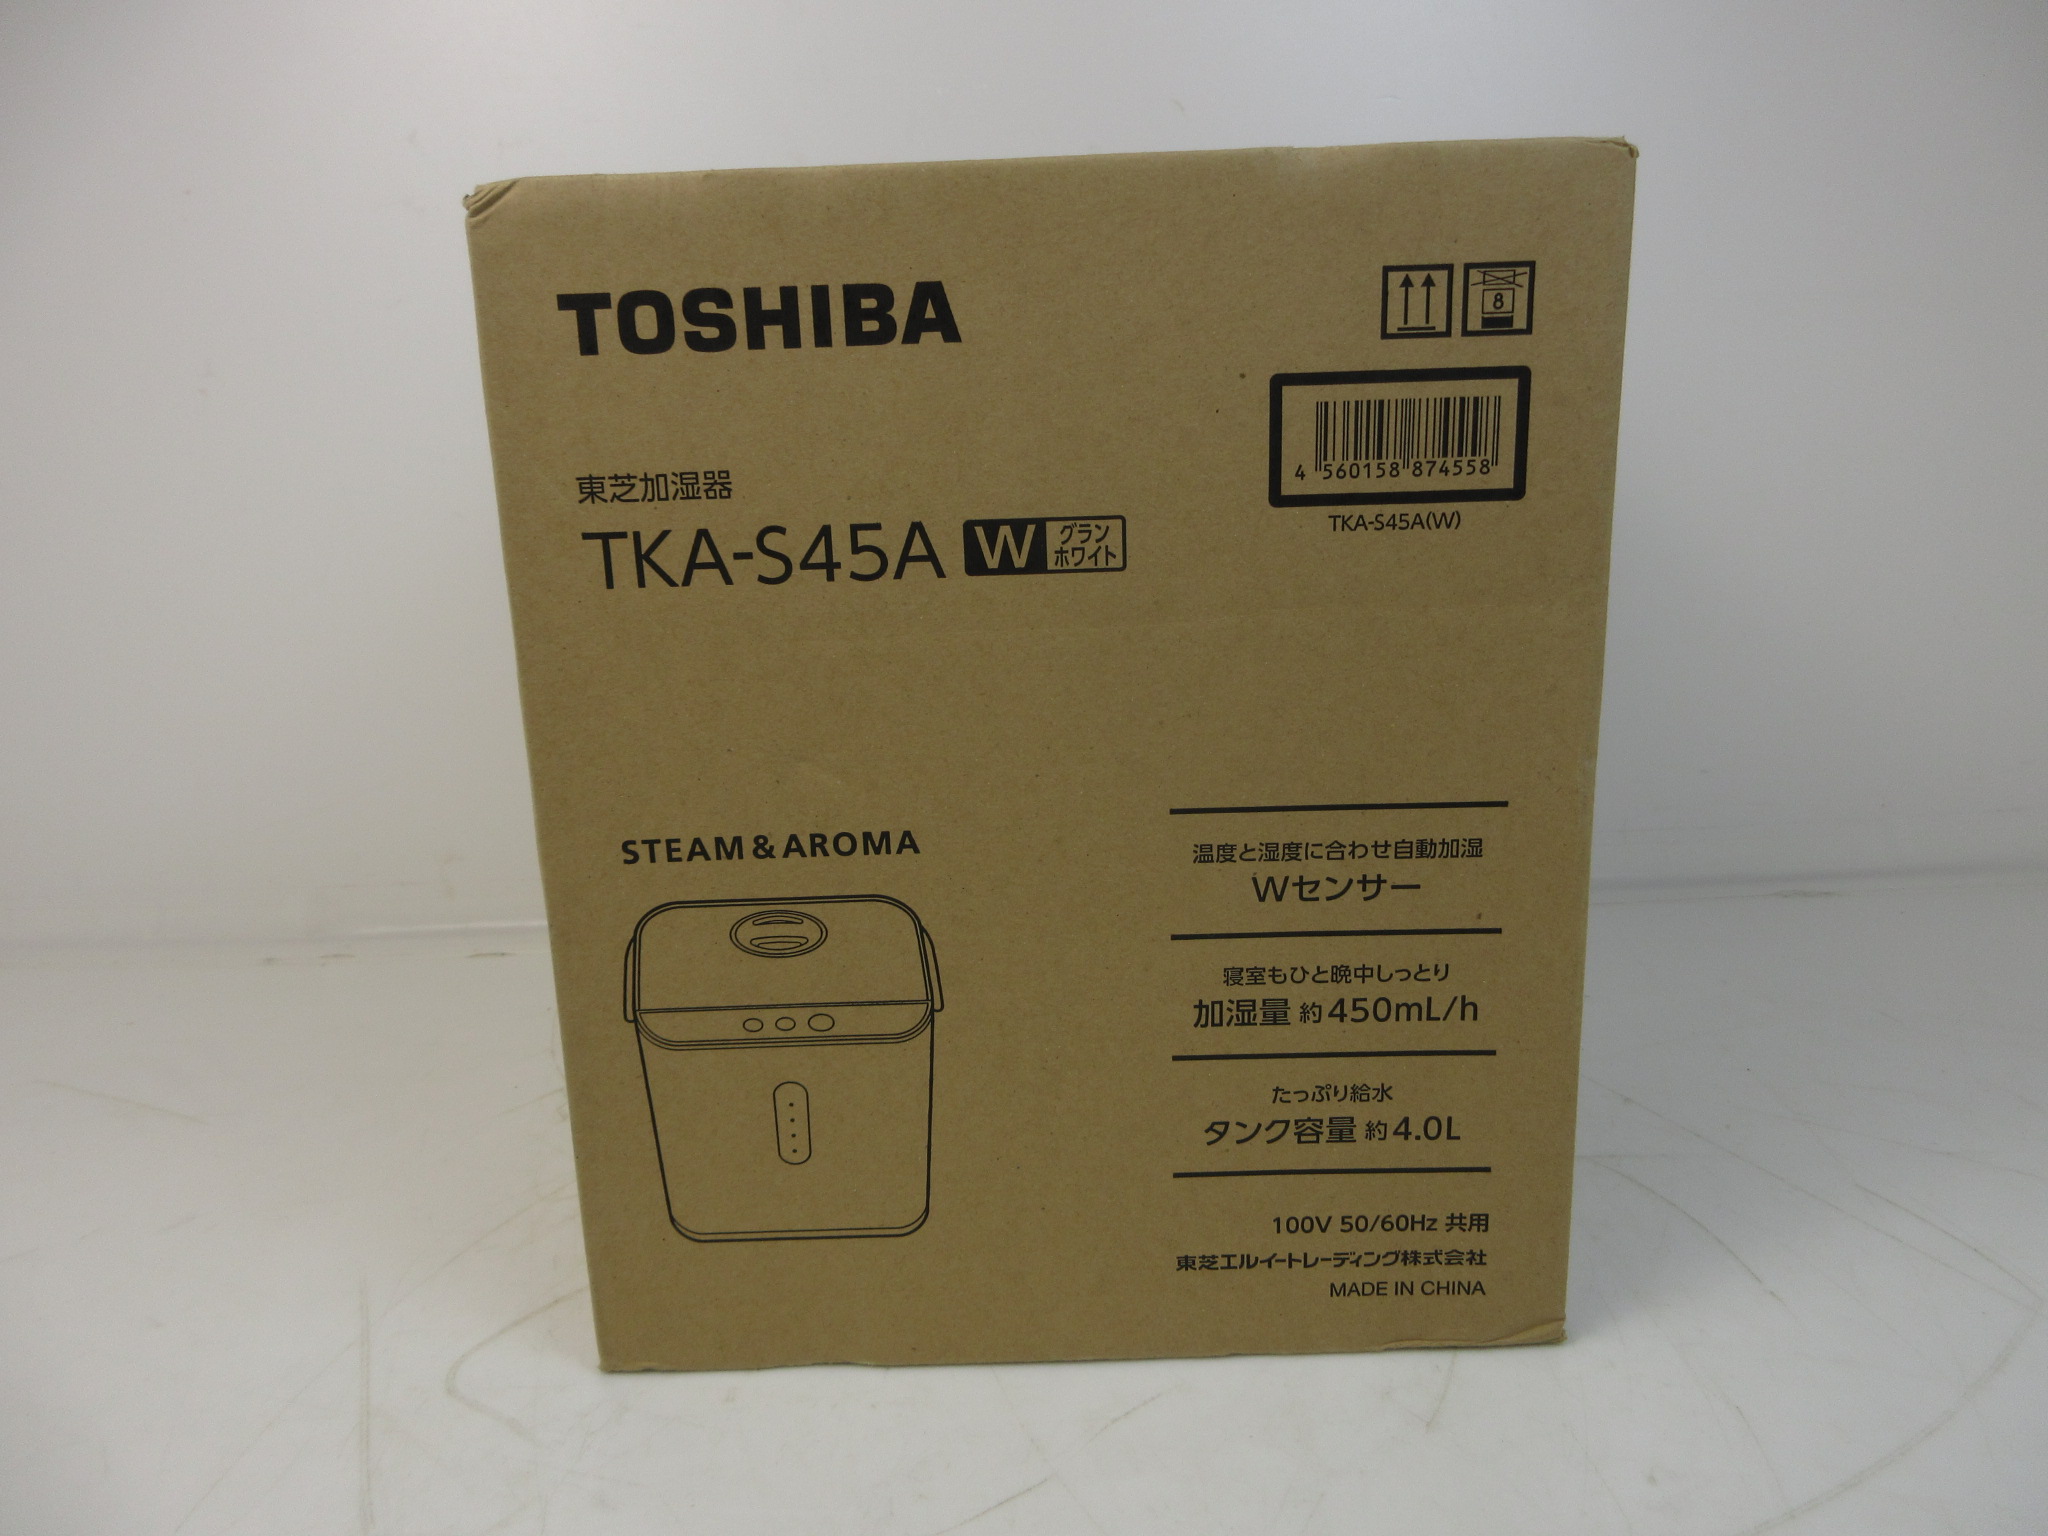 TOSHIBA
8
4 560158 874558
TKA-S45A(W)
東芝加湿器
TKA-S45A W グラン
ホワイト
STEAM & AROMA
温度と湿度に合わせ自動加湿
Wセンサー
寝室もひと晩中しっとり
加湿量 約450mL/h
たっぷり給水
タンク容量 約4.0L
100V 50/60Hz 共用
東芝エルイートレーディング株式会社
MADE IN CHINA